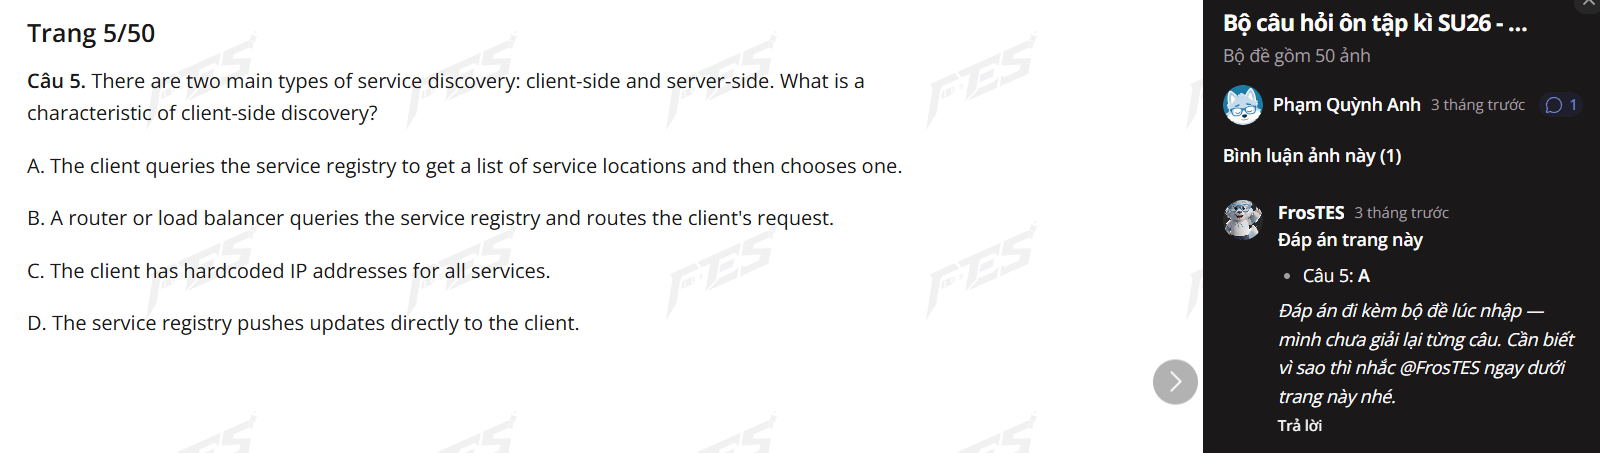 Trang 5/50
Câu 5. There are two main types of service discovery: client-side and server-side. What is a
characteristic of client-side discovery?
A. The client queries the service registry to get a list of service locations and then chooses one.
B. A router or load balancer queries the service registry and routes the client's request.
C. The client has hardcoded IP addresses for all services.
D. The service registry pushes updates directly to the client.
Bộ câu hỏi ôn tập kì SU26 - ...
Bộ đề gồm 50 ảnh
Phạm Quỳnh Anh 3 tháng trước 1
Bình luận ảnh này (1)
FrosTES 3 tháng trước
Đáp án trang này
• Câu 5: A
Đáp án đi kèm bộ đề lúc nhập —
mình chưa giải lại từng câu. Cần biết
vì sao thì nhắc @FrosTES ngay dưới
trang này nhé.
Trả lời